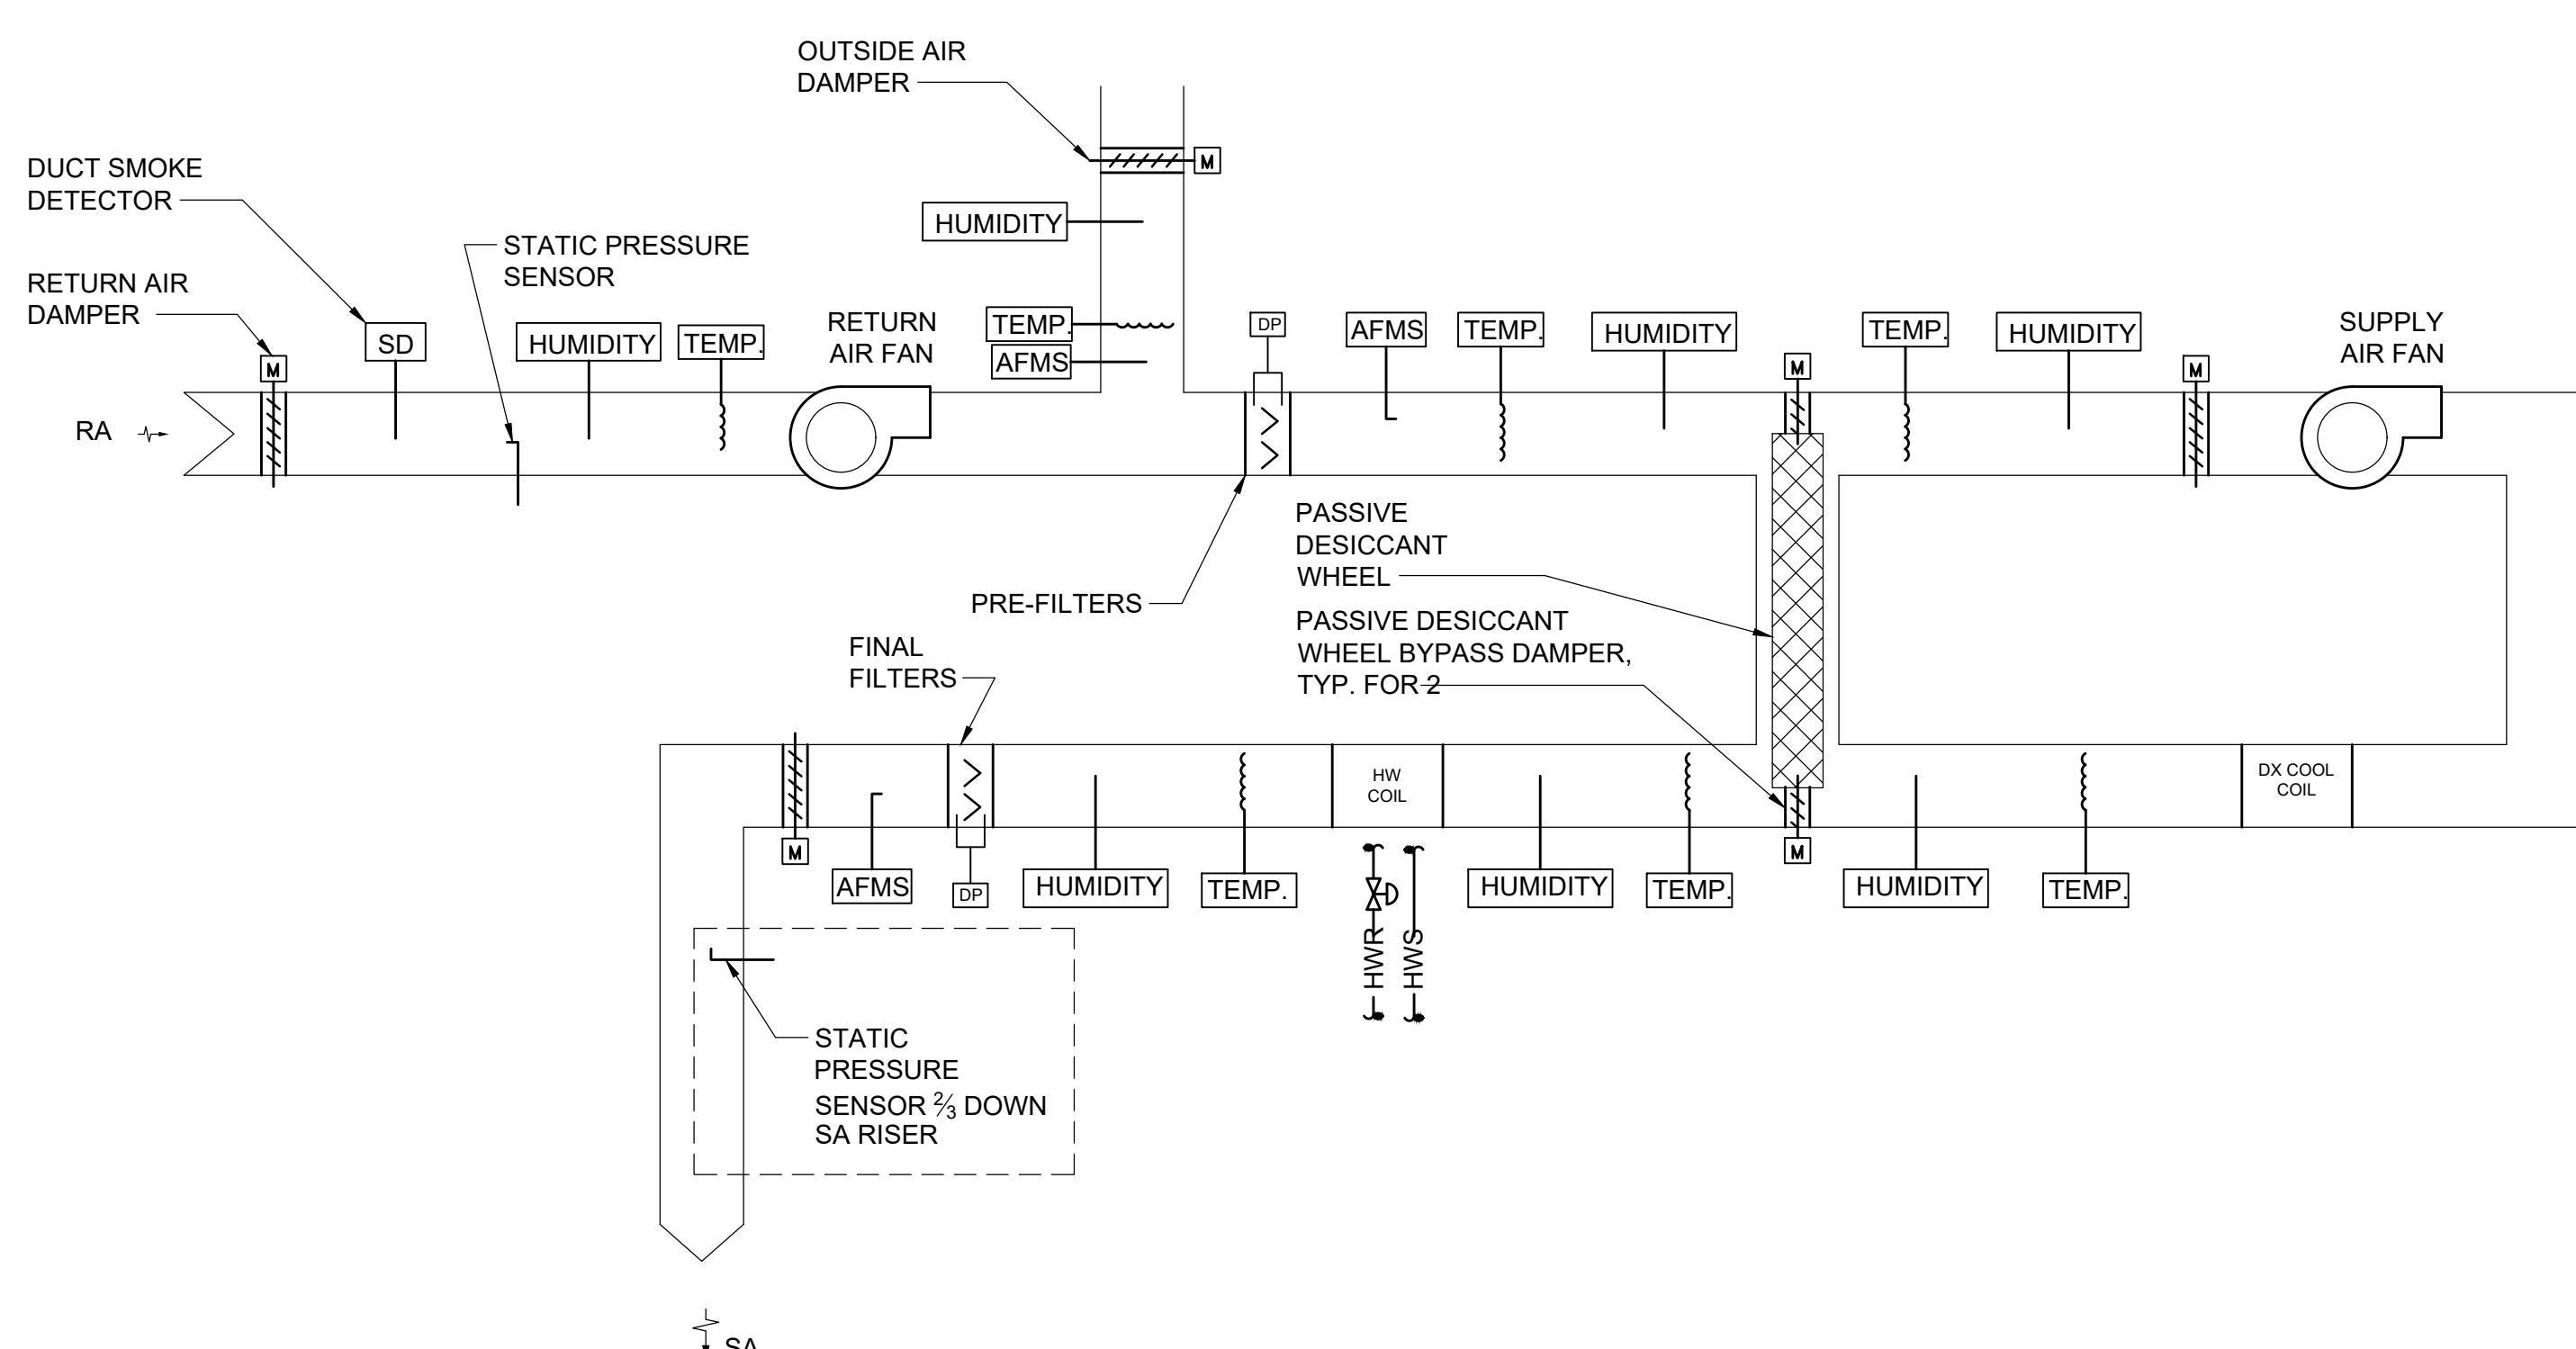 OUTSIDE AIR
DAMPER
M
HUMIDITY
DUCT SMOKE
DETECTOR
STATIC PRESSURE
SENSOR
RETURN AIR
DAMPER
M
SD
HUMIDITY
TEMP.
RETURN
AIR FAN
TEMP.
AFMS
DP
AFMS
TEMP.
HUMIDITY
M
TEMP.
HUMIDITY
M
SUPPLY
AIR FAN
RA
PASSIVE
DESICCANT
WHEEL
PRE-FILTERS
PASSIVE DESICCANT
WHEEL BYPASS DAMPER,
TYP. FOR 2
FINAL
FILTERS
HW
COIL
DX COOL
COIL
M
AFMS
DP
HUMIDITY
TEMP.
HUMIDITY
TEMP.
M
HUMIDITY
TEMP.
HWR
HWS
STATIC
PRESSURE
SENSOR 2/3 DOWN
SA RISER
SA